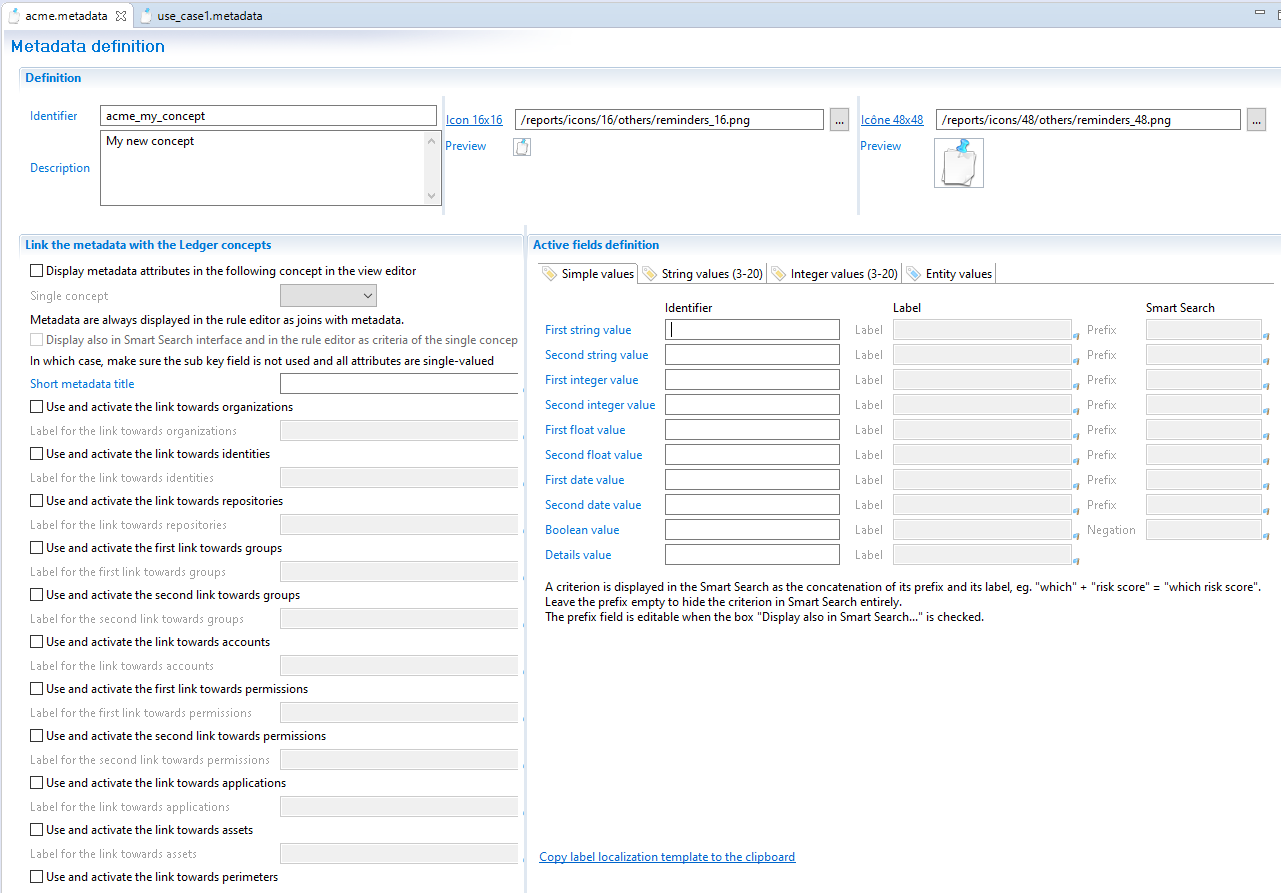 acme.metadata
use_case1.metadata
Metadata definition
Definition
Identifier
acme_my_concept
Description
My new concept
Icon 16x16
/reports/icons/16/others/reminders_16.png
...
Preview
Icône 48x48
/reports/icons/48/others/reminders_48.png
...
Preview
Link the metadata with the Ledger concepts
Display metadata attributes in the following concept in the view editor
Single concept
Metadata are always displayed in the rule editor as joins with metadata.
Display also in Smart Search interface and in the rule editor as criteria of the single concep
In which case, make sure the sub key field is not used and all attributes are single-valued
Short metadata title
Use and activate the link towards organizations
Label for the link towards organizations
Use and activate the link towards identities
Label for the link towards identities
Use and activate the link towards repositories
Label for the link towards repositories
Use and activate the first link towards groups
Label for the first link towards groups
Use and activate the second link towards groups
Label for the second link towards groups
Use and activate the link towards accounts
Label for the link towards accounts
Use and activate the first link towards permissions
Label for the first link towards permissions
Use and activate the second link towards permissions
Label for the second link towards permissions
Use and activate the link towards applications
Label for the link towards applications
Use and activate the link towards assets
Label for the link towards assets
Use and activate the link towards perimeters
Active fields definition
Simple values
String values (3-20)
Integer values (3-20)
Entity values
Identifier Label Smart Search
First string value Label Prefix
Second string value Label Prefix
First integer value Label Prefix
Second integer value Label Prefix
First float value Label Prefix
Second float value Label Prefix
First date value Label Prefix
Second date value Label Prefix
Boolean value Label Negation
Details value Label
A criterion is displayed in the Smart Search as the concatenation of its prefix and its label, eg. "which" + "risk score" = "which risk score".
Leave the prefix empty to hide the criterion in Smart Search entirely.
The prefix field is editable when the box "Display also in Smart Search..." is checked.
Copy label localization template to the clipboard